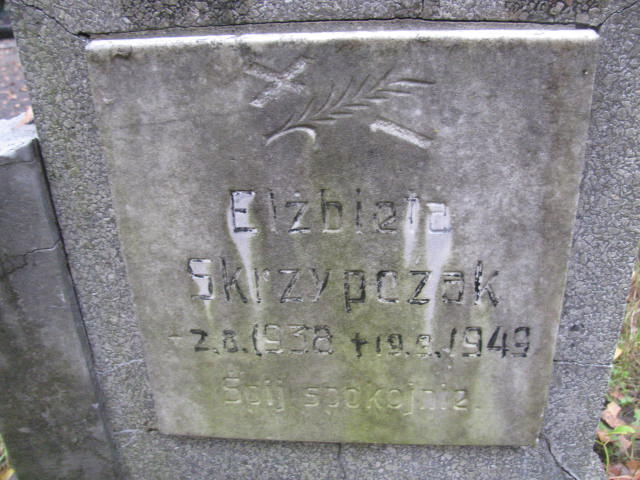 Elżbieta
Skrzypczak
*2.8.1938 †19.9.1949
Śpij spokojnie.